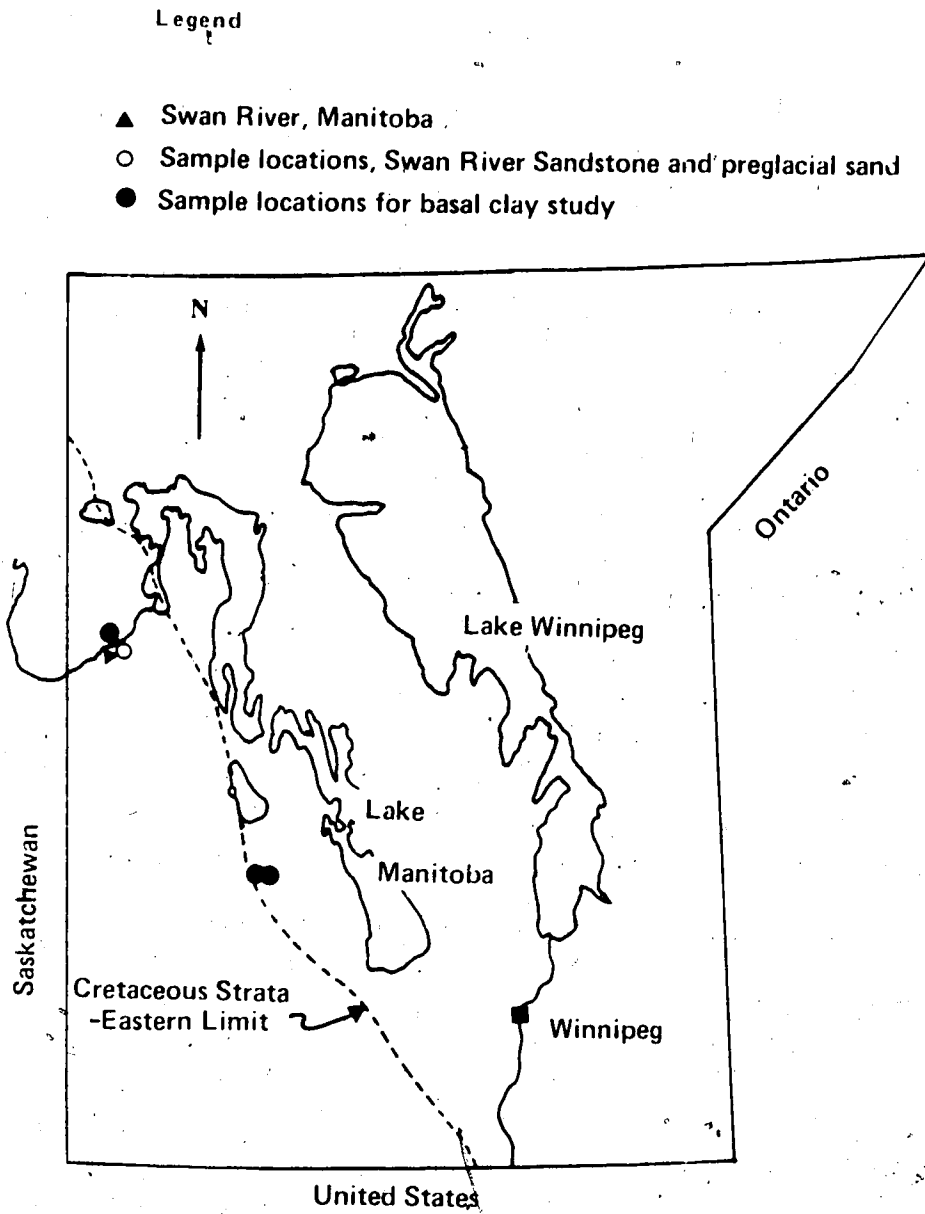 Legend
Swan River, Manitoba
Sample locations, Swan River Sandstone and preglacial sand
Sample locations for basal clay study
N
Ontario
Lake Winnipeg
Lake
Manitoba
Saskatchewan
Cretaceous Strata
-Eastern Limit
Winnipeg
United States